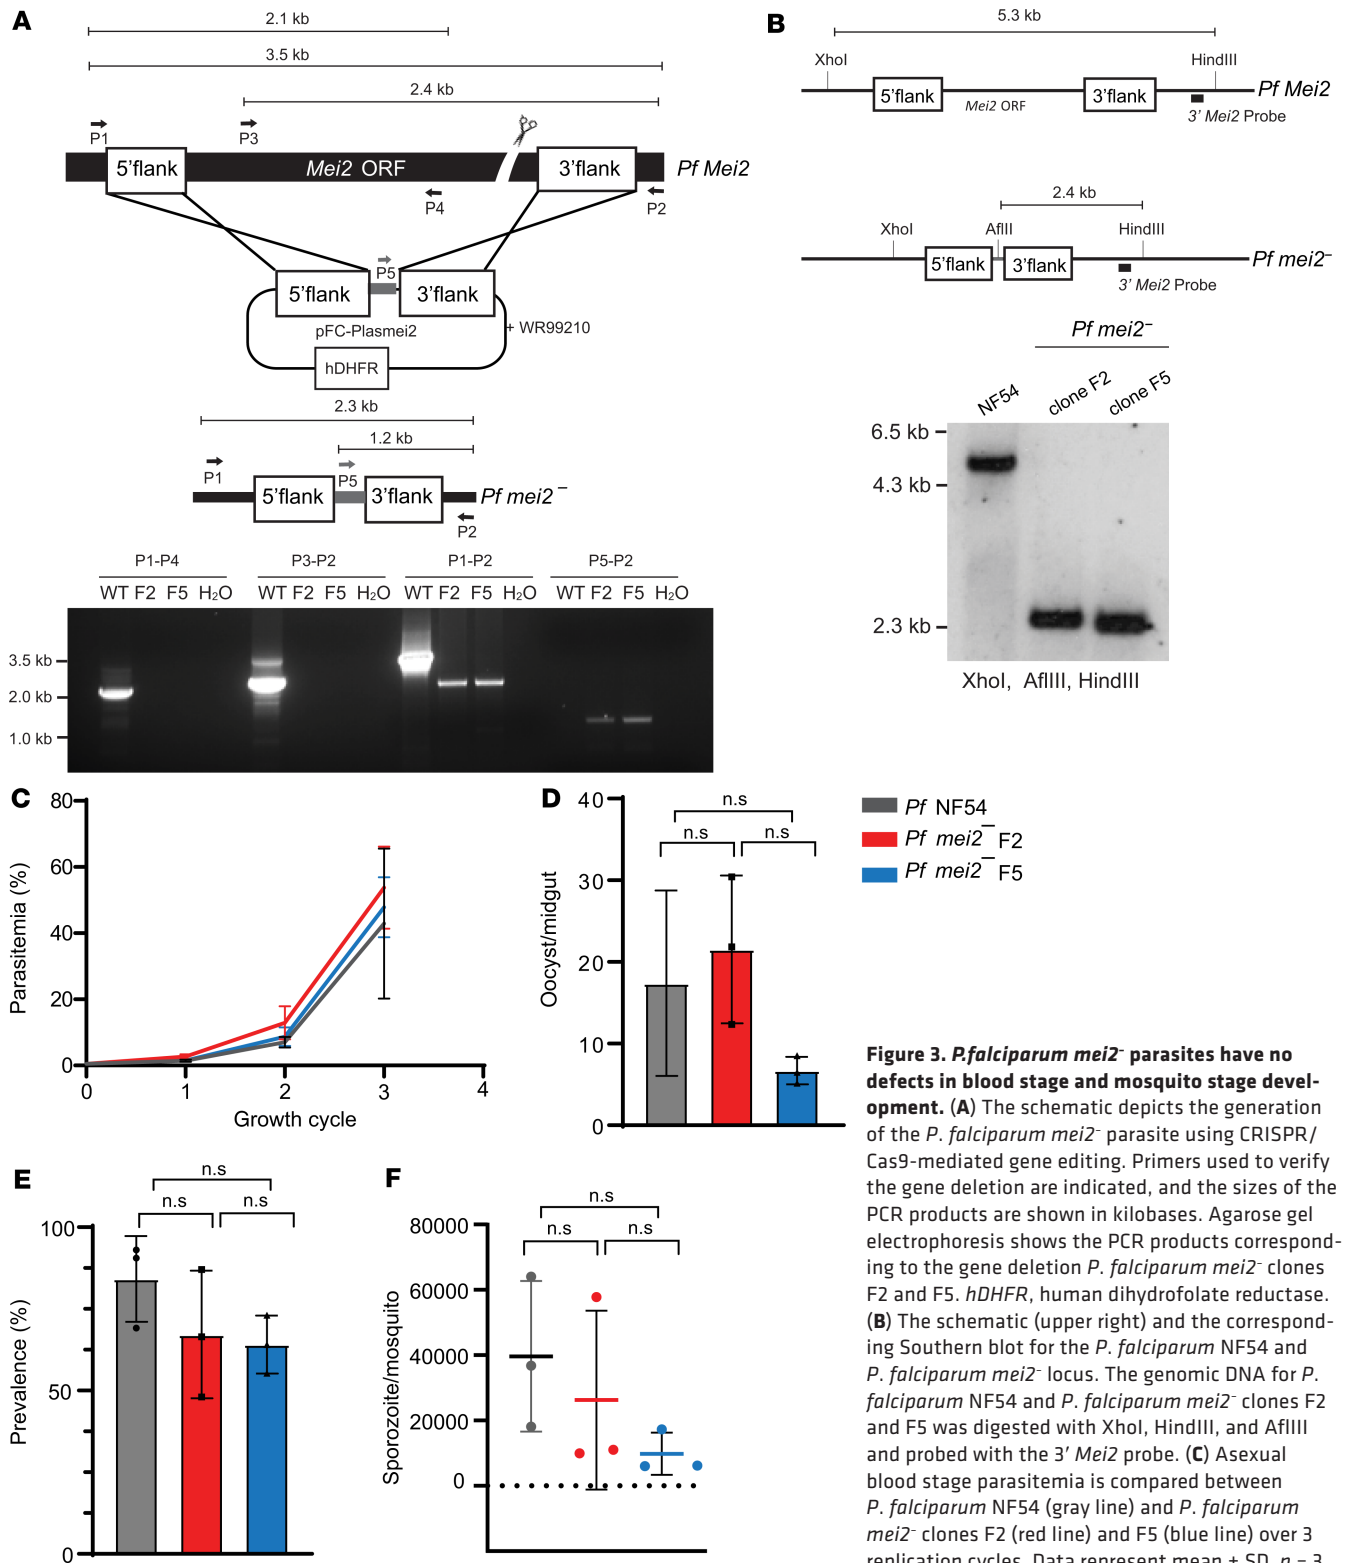 A
2.1 kb
3.5 kb
2.4 kb
P1
P3
5'flank
Mei2 ORF
3'flank
Pf Mei2
P4
P2
P5
5'flank
3'flank
pFC-Plasmei2
+ WR99210
hDHFR
2.3 kb
1.2 kb
P1
P5
5'flank
3'flank
Pf mei2–
P2
P1-P4
P3-P2
P1-P2
P5-P2
WT F2 F5 H2O
WT F2 F5 H2O
WT F2 F5 H2O
WT F2 F5 H2O
3.5 kb
2.0 kb
1.0 kb
B
5.3 kb
XhoI
HindIII
5'flank
3'flank
Pf Mei2
Mei2 ORF
3' Mei2 Probe
2.4 kb
XhoI
AflII
HindIII
5'flank
3'flank
Pf mei2–
3' Mei2 Probe
Pf mei2–
NF54
clone F2
clone F5
6.5 kb
4.3 kb
2.3 kb
XhoI, AflIII, HindIII
C
Parasitemia (%)
80
60
40
20
0
0 1 2 3 4
Growth cycle
D
Oocyst/midgut
40
30
20
10
0
n.s
n.s
n.s
Pf NF54
Pf mei2– F2
Pf mei2– F5
E
Prevalence (%)
100
50
0
n.s
n.s
n.s
F
Sporozoite/mosquito
80000
60000
40000
20000
0
n.s
n.s
n.s
Figure 3. P.falciparum mei2– parasites have no
defects in blood stage and mosquito stage devel-
opment. (A) The schematic depicts the generation
of the P. falciparum mei2– parasite using CRISPR/
Cas9-mediated gene editing. Primers used to verify
the gene deletion are indicated, and the sizes of the
PCR products are shown in kilobases. Agarose gel
electrophoresis shows the PCR products correspond-
ing to the gene deletion P. falciparum mei2– clones
F2 and F5. hDHFR, human dihydrofolate reductase.
(B) The schematic (upper right) and the correspond-
ing Southern blot for the P. falciparum NF54 and
P. falciparum mei2– locus. The genomic DNA for P.
falciparum NF54 and P. falciparum mei2– clones F2
and F5 was digested with XhoI, HindIII, and AflIII
and probed with the 3′ Mei2 probe. (C) Asexual
blood stage parasitemia is compared between
P. falciparum NF54 (gray line) and P. falciparum
mei2– clones F2 (red line) and F5 (blue line) over 3
replication cycles. Data represent mean ± SD, n = 3